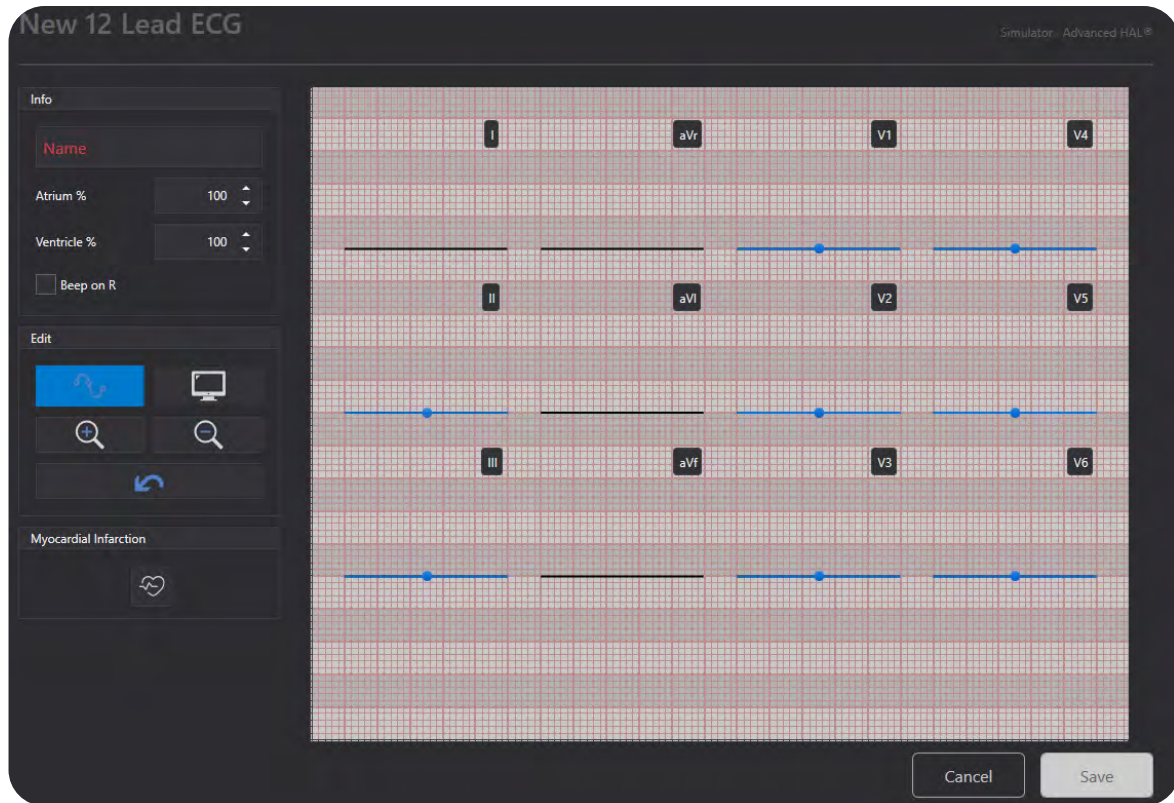 New 12 Lead ECG
Simulator - Advanced HAL®
Info
Name
Atrium %
100
Ventricle %
100
Beep on R
Edit
Myocardial Infarction
I
aVr
V1
V4
II
aVl
V2
V5
III
aVf
V3
V6
Cancel
Save